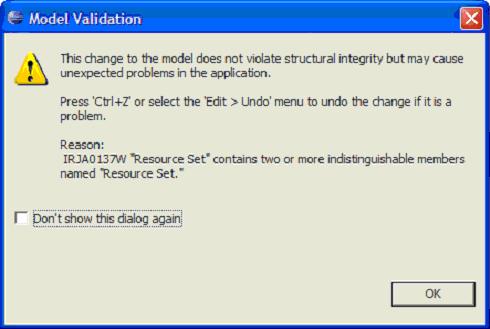 Model Validation
This change to the model does not violate structural integrity but may cause
unexpected problems in the application.
Press 'Ctrl+Z' or select the 'Edit > Undo' menu to undo the change if it is a
problem.
Reason:
IRJA0137W "Resource Set" contains two or more indistinguishable members
named "Resource Set."
Don't show this dialog again
OK